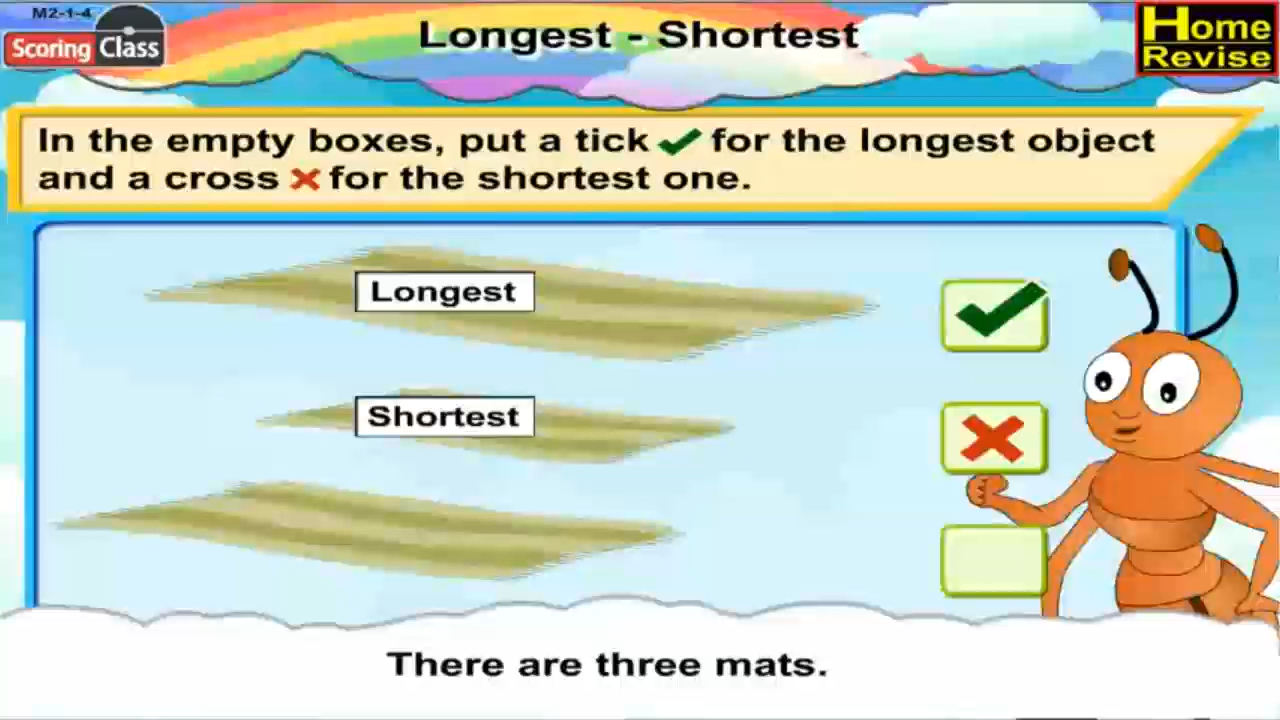 M2-1-4
Scoring Class
Longest - Shortest
Home
Revise
In the empty boxes, put a tick ✔ for the longest object
and a cross ✖ for the shortest one.
Longest
Shortest
There are three mats.